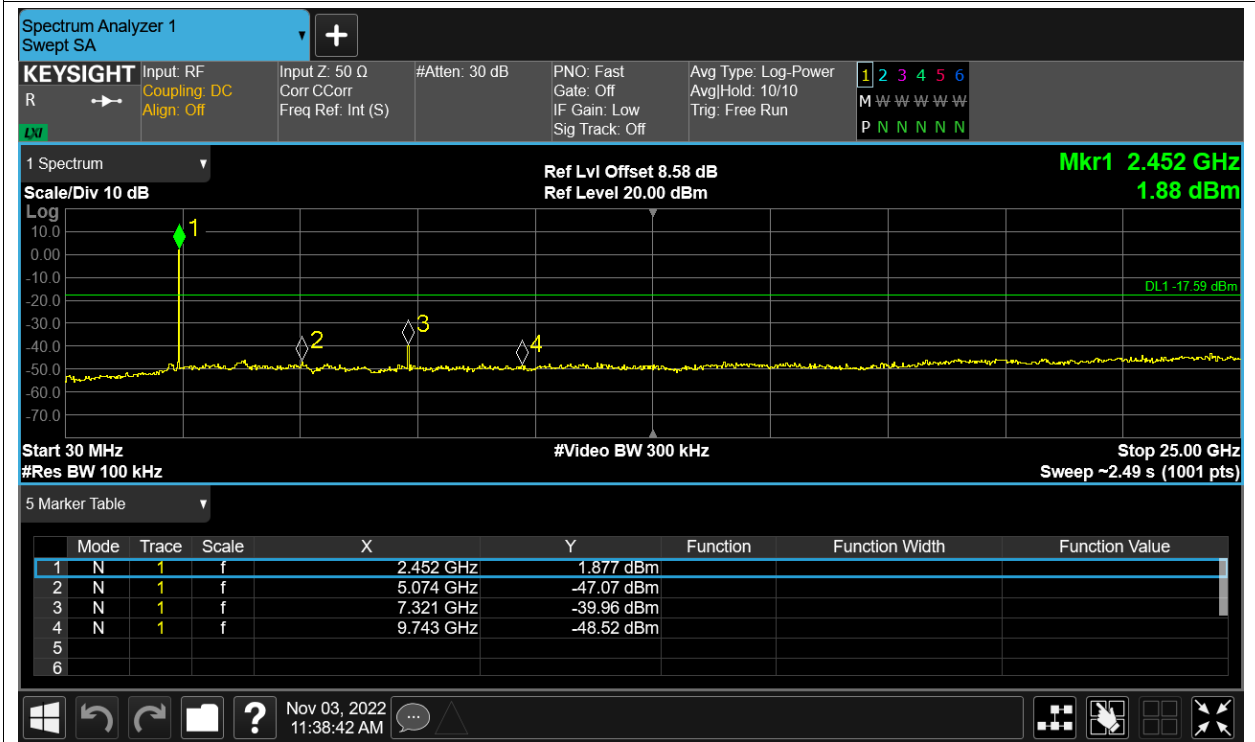 Spectrum Analyzer 1
Swept SA
KEYSIGHT
R
LXI
Input: RF
Coupling: DC
Align: Off
Input Z: 50 Ω
Corr CCorr
Freq Ref: Int (S)
#Atten: 30 dB
PNO: Fast
Gate: Off
IF Gain: Low
Sig Track: Off
Avg Type: Log-Power
Avg|Hold: 10/10
Trig: Free Run
1 2 3 4 5 6
M W W W W W
P N N N N N
1 Spectrum
Scale/Div 10 dB
Ref Lvl Offset 8.58 dB
Ref Level 20.00 dBm
Mkr1 2.452 GHz
1.88 dBm
Log
10.0
0.00
-10.0
-20.0
-30.0
-40.0
-50.0
-60.0
-70.0
1
2
3
4
DL1 -17.59 dBm
Start 30 MHz
#Res BW 100 kHz
#Video BW 300 kHz
Stop 25.00 GHz
Sweep ~2.49 s (1001 pts)
5 Marker Table
Mode Trace Scale X Y Function Function Width Function Value
1 N 1 f 2.452 GHz 1.877 dBm
2 N 1 f 5.074 GHz -47.07 dBm
3 N 1 f 7.321 GHz -39.96 dBm
4 N 1 f 9.743 GHz -48.52 dBm
5
6
?
Nov 03, 2022
11:38:42 AM